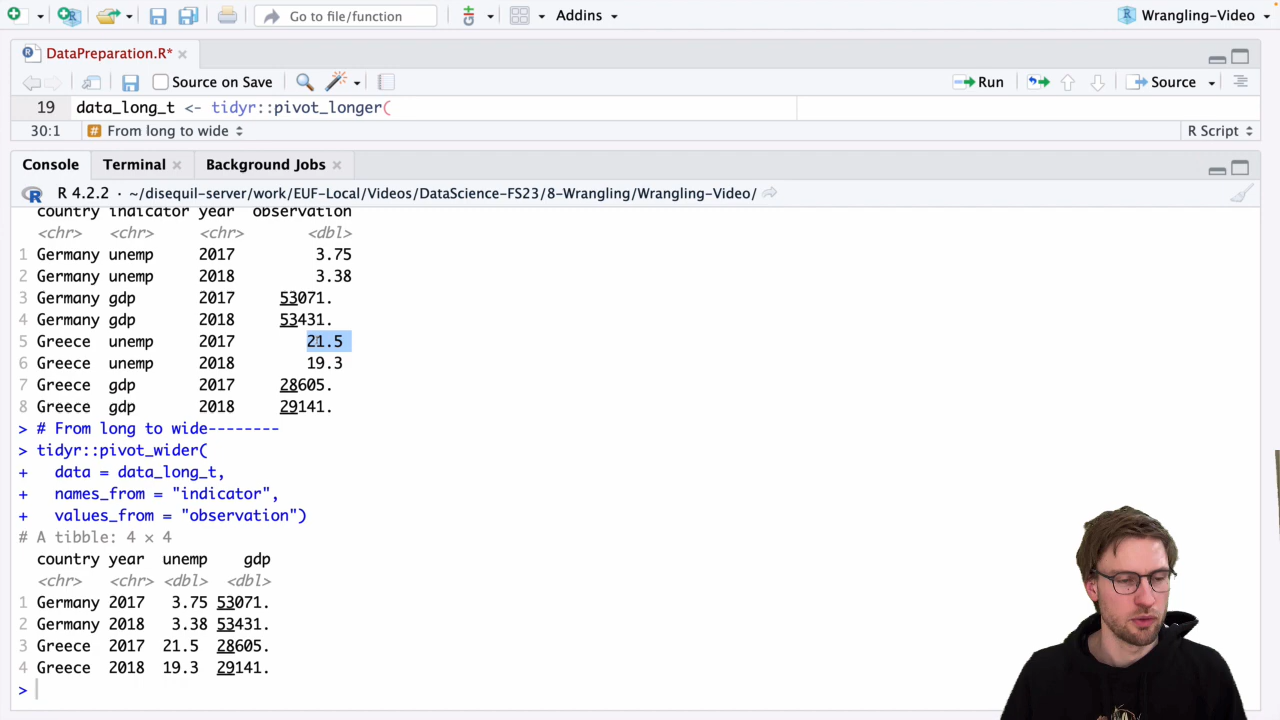 Go to file/function
Addins
Wrangling-Video
DataPreparation.R*
Source on Save
Run
Source
19 data_long_t <- tidyr::pivot_longer(
30:1 # From long to wide
R Script
Console Terminal Background Jobs
R 4.2.2 · ~/disequil-server/work/EUF-Local/Videos/DataScience-FS23/8-Wrangling/Wrangling-Video/
country indicator year observation
<chr> <chr> <chr> <dbl>
1 Germany unemp 2017 3.75
2 Germany unemp 2018 3.38
3 Germany gdp 2017 53071.
4 Germany gdp 2018 53431.
5 Greece unemp 2017 21.5
6 Greece unemp 2018 19.3
7 Greece gdp 2017 28605.
8 Greece gdp 2018 29141.
> # From long to wide--------
> tidyr::pivot_wider(
+ data = data_long_t,
+ names_from = "indicator",
+ values_from = "observation")
# A tibble: 4 × 4
country year unemp gdp
<chr> <chr> <dbl> <dbl>
1 Germany 2017 3.75 53071.
2 Germany 2018 3.38 53431.
3 Greece 2017 21.5 28605.
4 Greece 2018 19.3 29141.
>